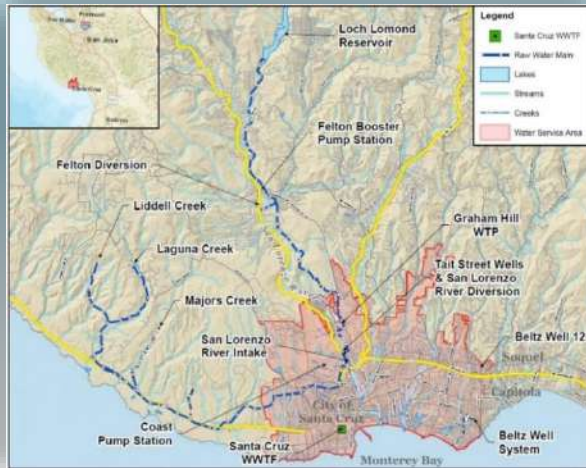 Legend
Santa Cruz WWTF
Raw Water Main
Lakes
Streams
Creeks
Water Service Area
Loch Lomond
Reservoir
Felton Booster
Pump Station
Felton Diversion
Liddell Creek
Graham Hill
WTP
Laguna Creek
Tait Street Wells
& San Lorenzo
River Diversion
Majors Creek
San Lorenzo
River Intake
Beltz Well 12
Soquel
Capitola
City of
Santa Cruz
Coast
Pump Station
Santa Cruz
WWTF
Beltz Well
System
Monterey Bay